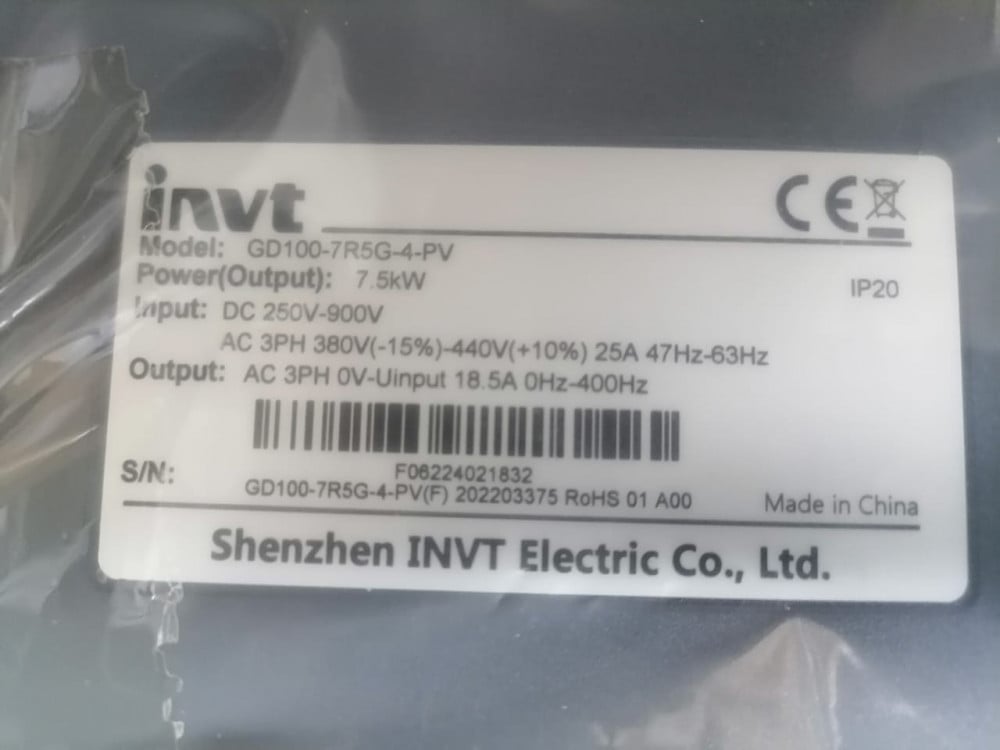 invt
CE
Model: GD100-7R5G-4-PV
Power(Output): 7.5kW
IP20
Input: DC 250V-900V
AC 3PH 380V(-15%)-440V(+10%) 25A 47Hz-63Hz
Output: AC 3PH 0V-Uinput 18.5A 0Hz-400Hz
S/N: F06224021832
GD100-7R5G-4-PV(F) 202203375 RoHS 01 A00
Made in China
Shenzhen INVT Electric Co., Ltd.